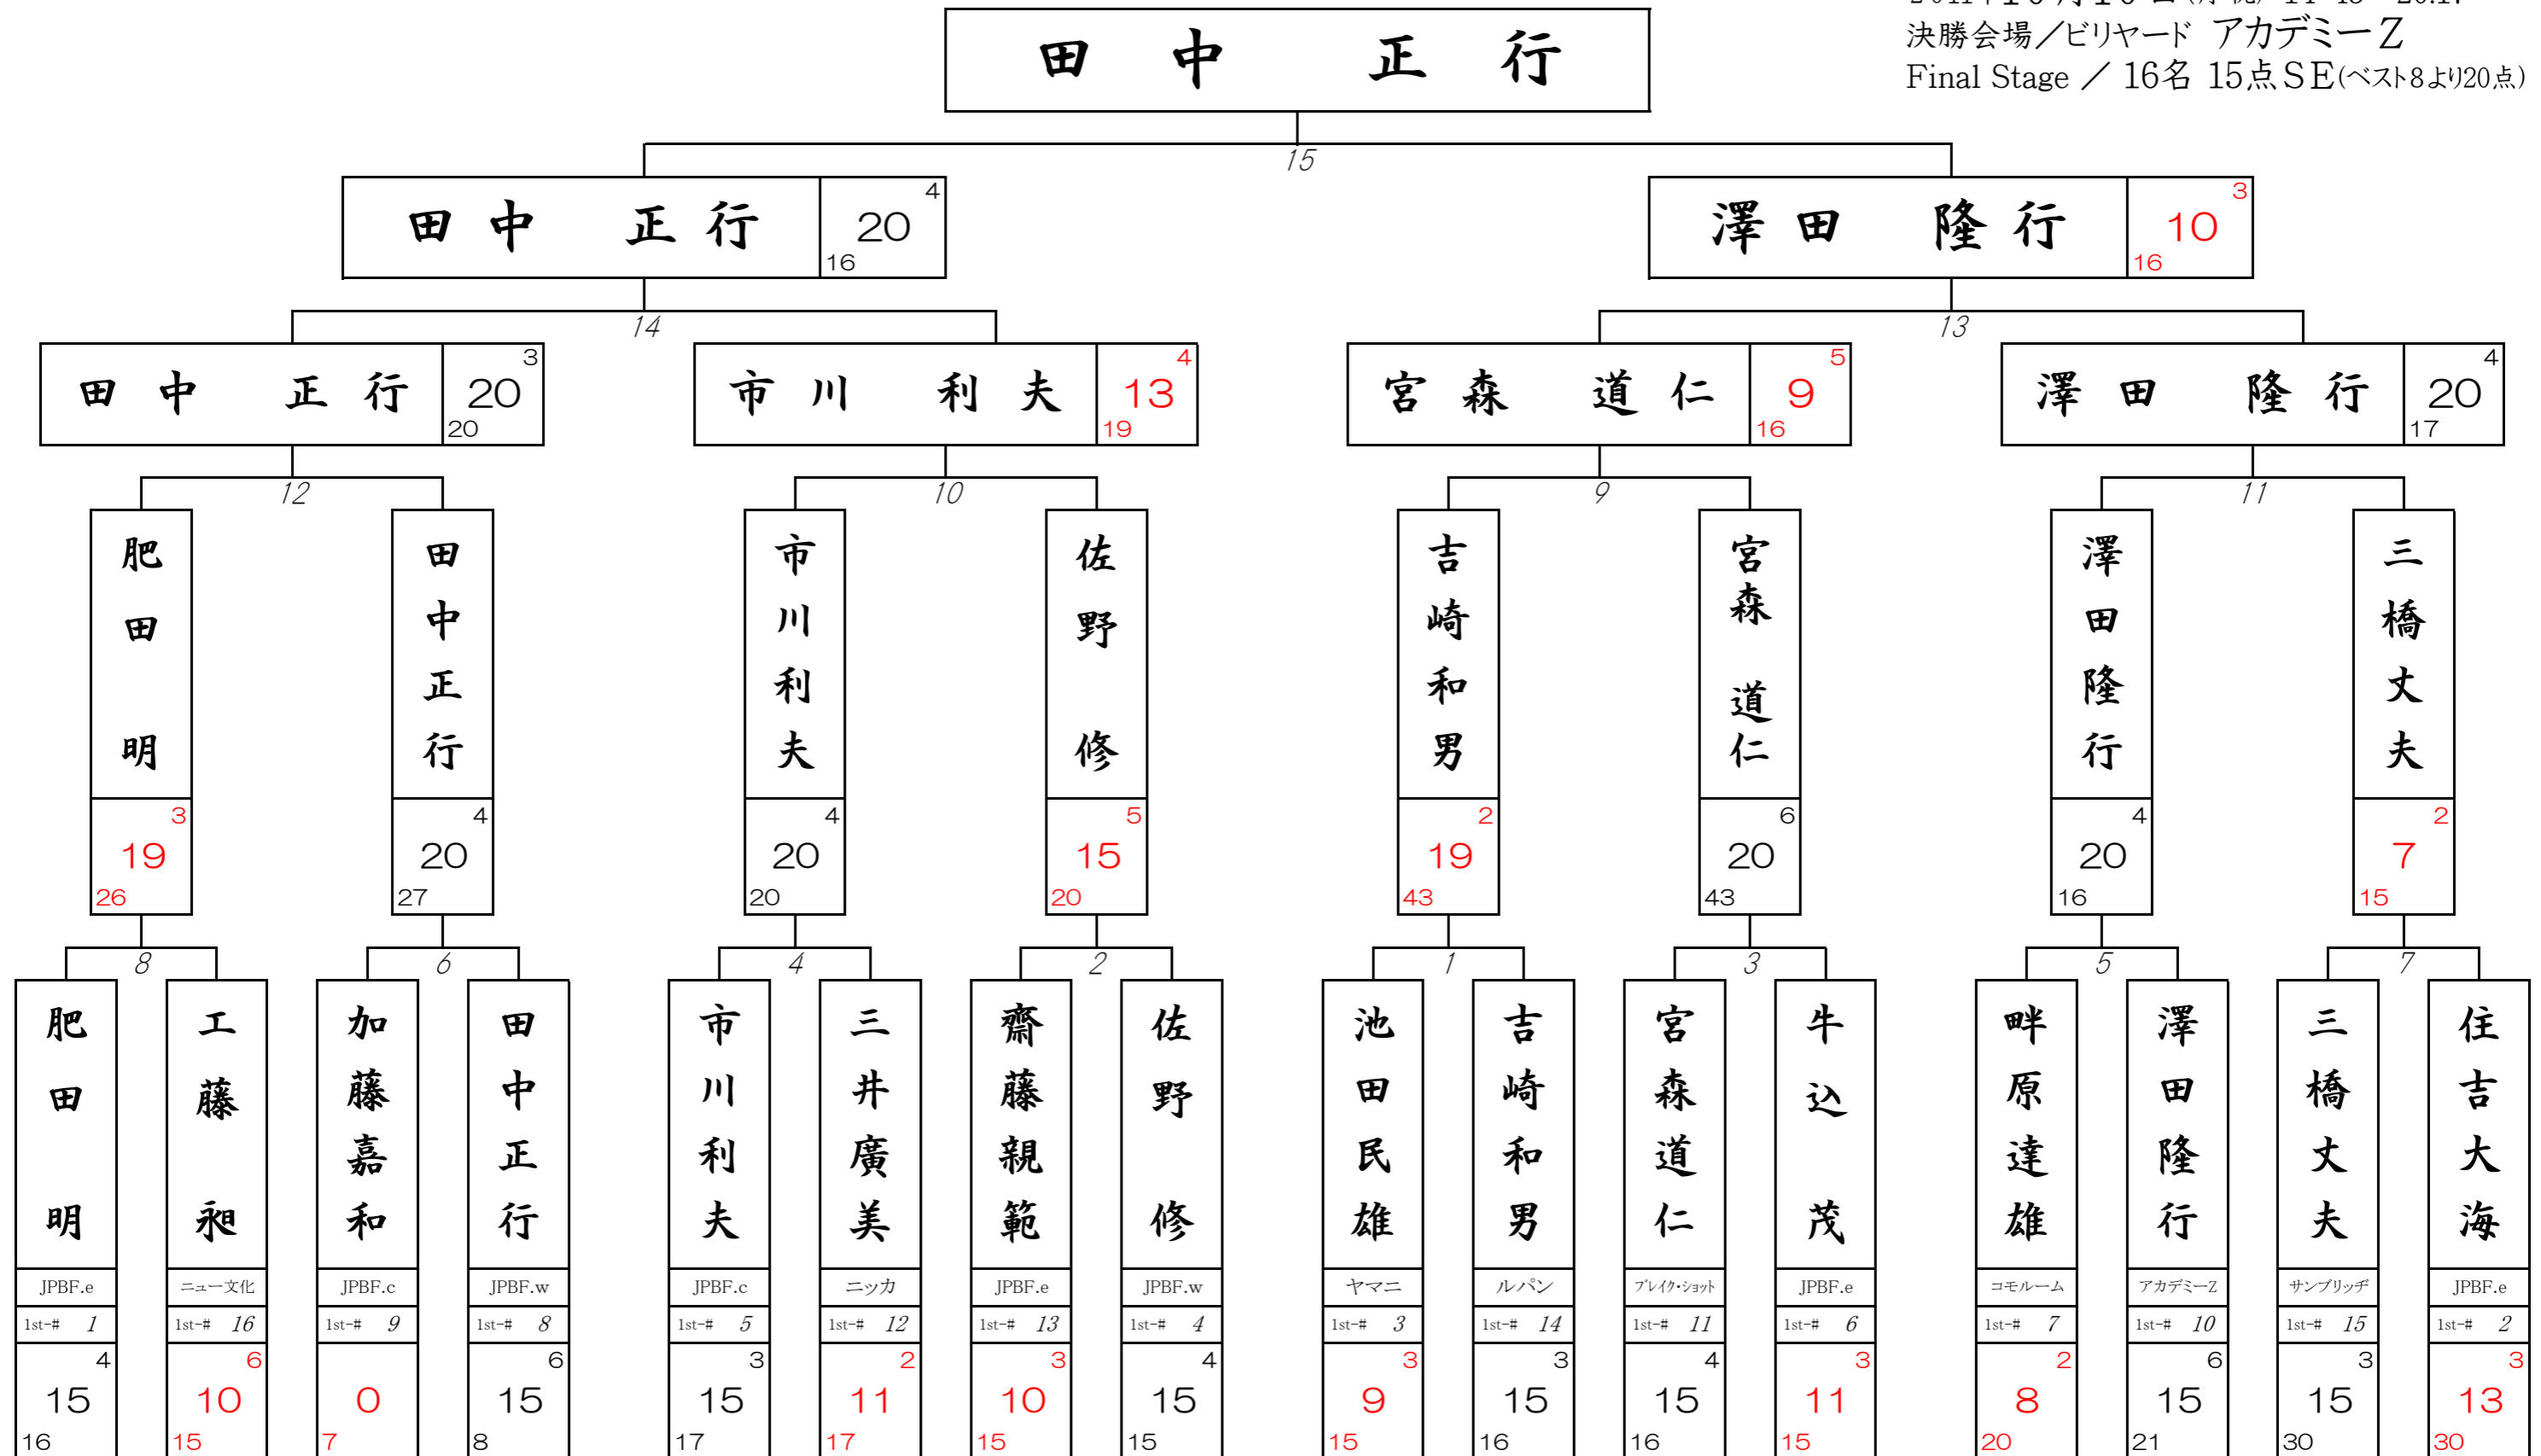 決勝会場／ビリヤード アカデミーZ
Final Stage ／ 16名 15点SE(ベスト8より20点)
田中 正行
15
田中 正行 20 4 16
澤田 隆行 10 3 16
14
13
田中 正行 20 3 20
市川 利夫 13 4 19
宮森 道仁 9 5 16
澤田 隆行 20 4 17
12
10
9
11
肥田 明 3 19 26
田中正行 4 20 27
市川利夫 4 20 20
佐野 修 5 15 20
吉崎和男 2 19 43
宮森 道仁 6 20 43
澤田隆行 4 20 16
三橋丈夫 2 7 15
8
6
4
2
1
3
5
7
肥田 明 JPBF.e 1st-# 1 4 15 16
工藤 昶 ニュー文化 1st-# 16 6 10 15
加藤嘉和 JPBF.c 1st-# 9 0 7
田中正行 JPBF.w 1st-# 8 6 15 8
市川利夫 JPBF.c 1st-# 5 3 15 17
三井廣美 ニッカ 1st-# 12 2 11 17
齋藤親範 JPBF.e 1st-# 13 3 10 15
佐野 修 JPBF.w 1st-# 4 4 15 15
池田民雄 ヤマニ 1st-# 3 3 9 15
吉崎和男 ルパン 1st-# 14 3 15 16
宮森道仁 ブレイク・ショット 1st-# 11 4 15 16
牛込 茂 JPBF.e 1st-# 6 3 11 15
畔原達雄 コモルーム 1st-# 7 2 8 20
澤田隆行 アカデミーZ 1st-# 10 6 15 21
三橋丈夫 サンブリッヂ 1st-# 15 3 15 30
住吉大海 JPBF.e 1st-# 2 3 13 30